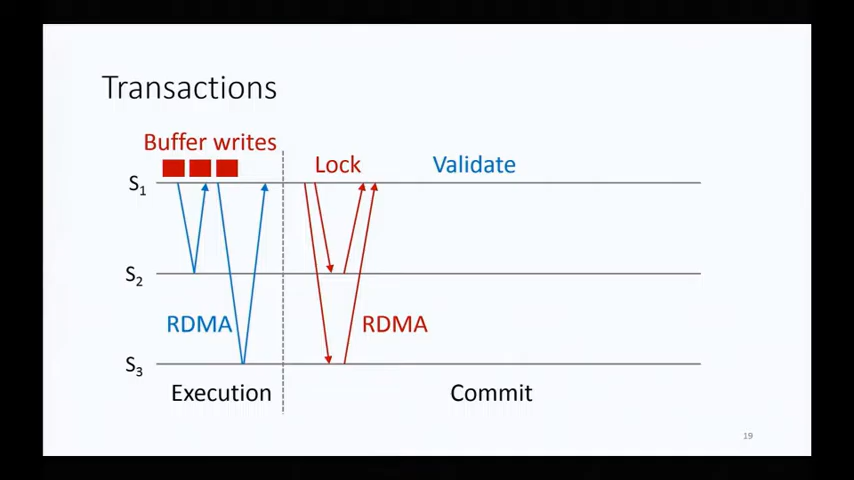 Transactions
Buffer writes
Lock
Validate
S1
S2
RDMA
RDMA
S3
Execution
Commit
19